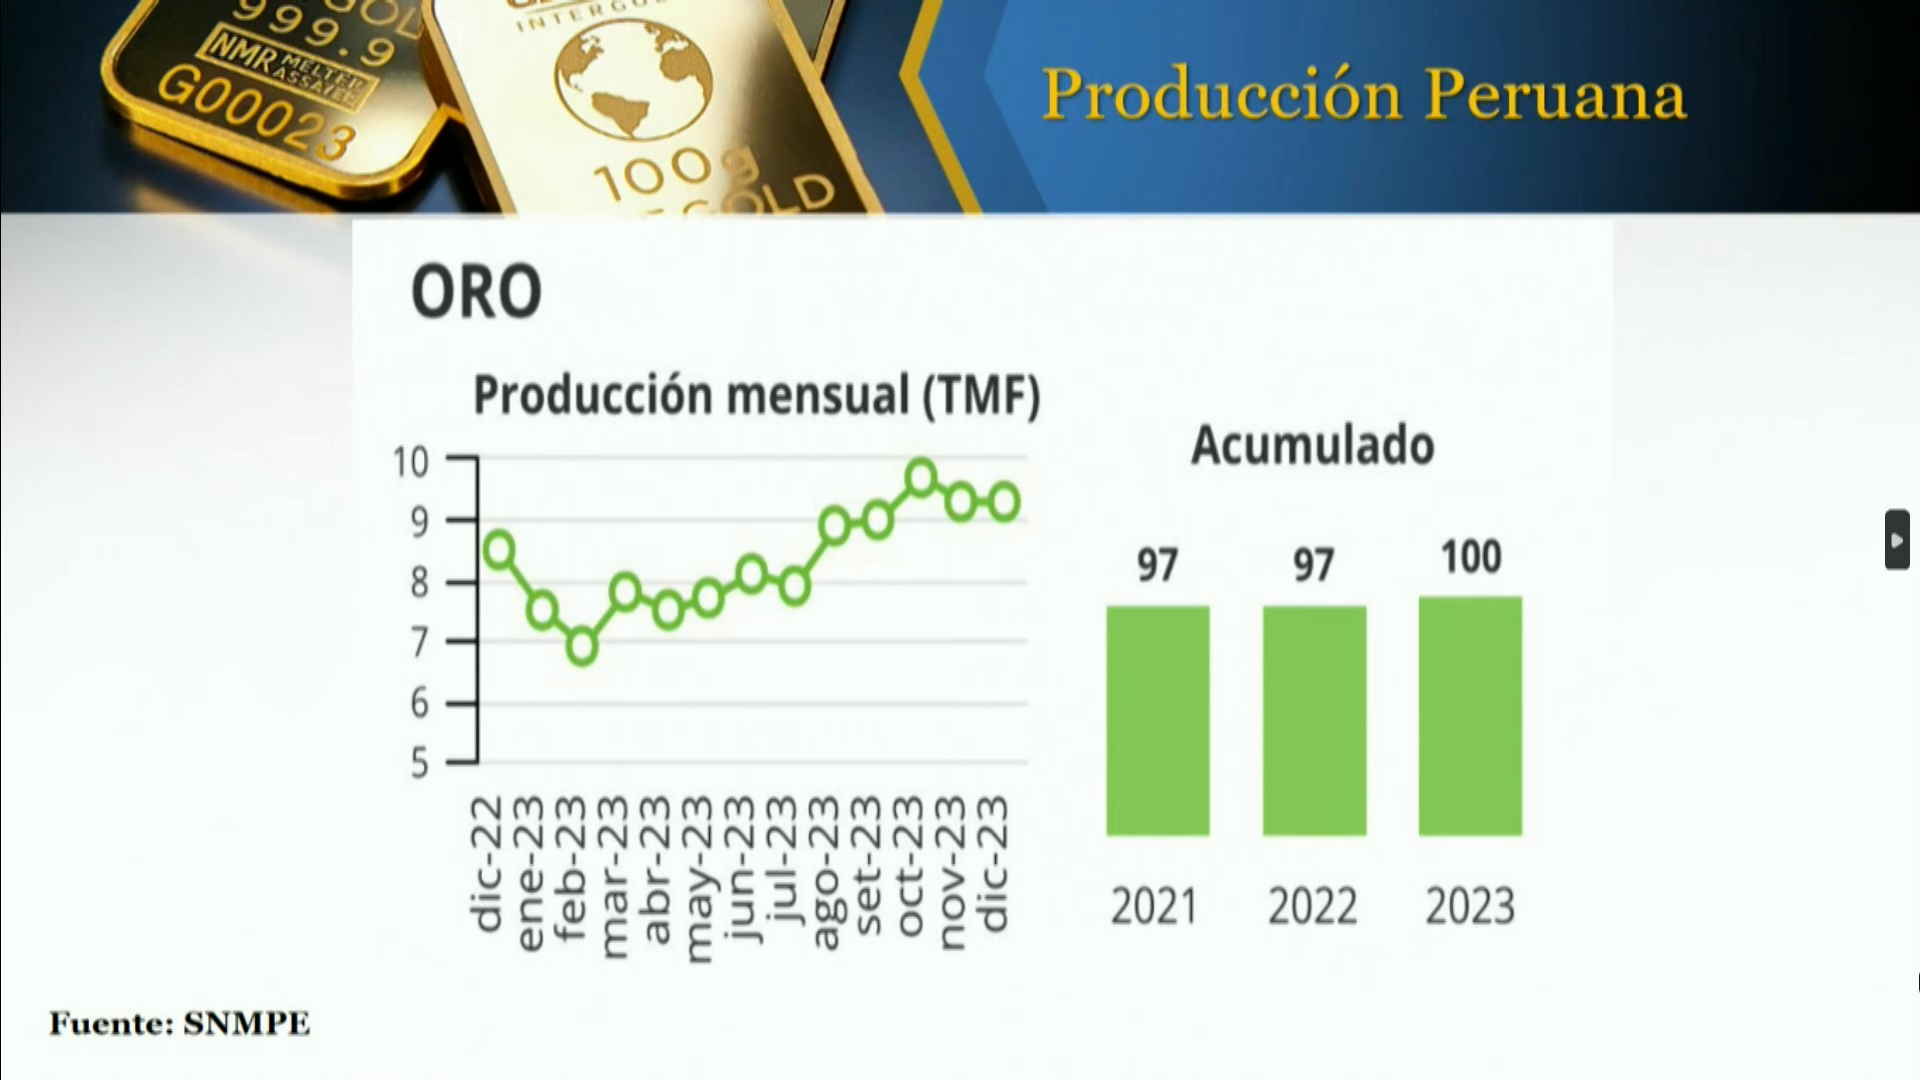 GOL
999.9
NMR MELTER
ASSAYER
G00023
INTERGO
100g
GOLD
Producción Peruana
ORO
Producción mensual (TMF)
10
9
8
7
6
5
dic-22
ene-23
feb-23
mar-23
abr-23
may-23
jun-23
jul-23
ago-23
set-23
oct-23
nov-23
dic-23
Acumulado
97
97
100
2021
2022
2023
Fuente: SNMPE